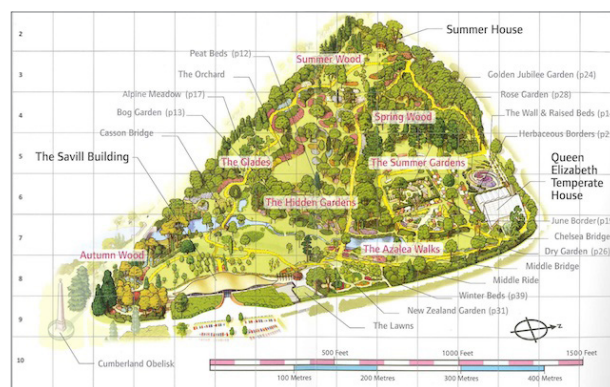 2
3
4
5
6
7
8
9
10
Summer House
Peat Beds (p12)
Summer Wood
The Orchard
Golden Jubilee Garden (p24)
Alpine Meadow (p17)
Rose Garden (p28)
Bog Garden (p13)
Spring Wood
The Wall & Raised Beds (p1
Casson Bridge
Herbaceous Borders (p2
The Savill Building
The Glades
The Summer Gardens
Queen
Elizabeth
Temperate
House
The Hidden Gardens
June Border(p1
Chelsea Bridge
Autumn Wood
The Azalea Walks
Dry Garden (p26)
Middle Bridge
Middle Ride
Winter Beds (p39)
New Zealand Garden (p31)
The Lawns
Cumberland Obelisk
500 Feet
1000 Feet
1500 Feet
100 Metres
200 Metres
300 Metres
400 Metres